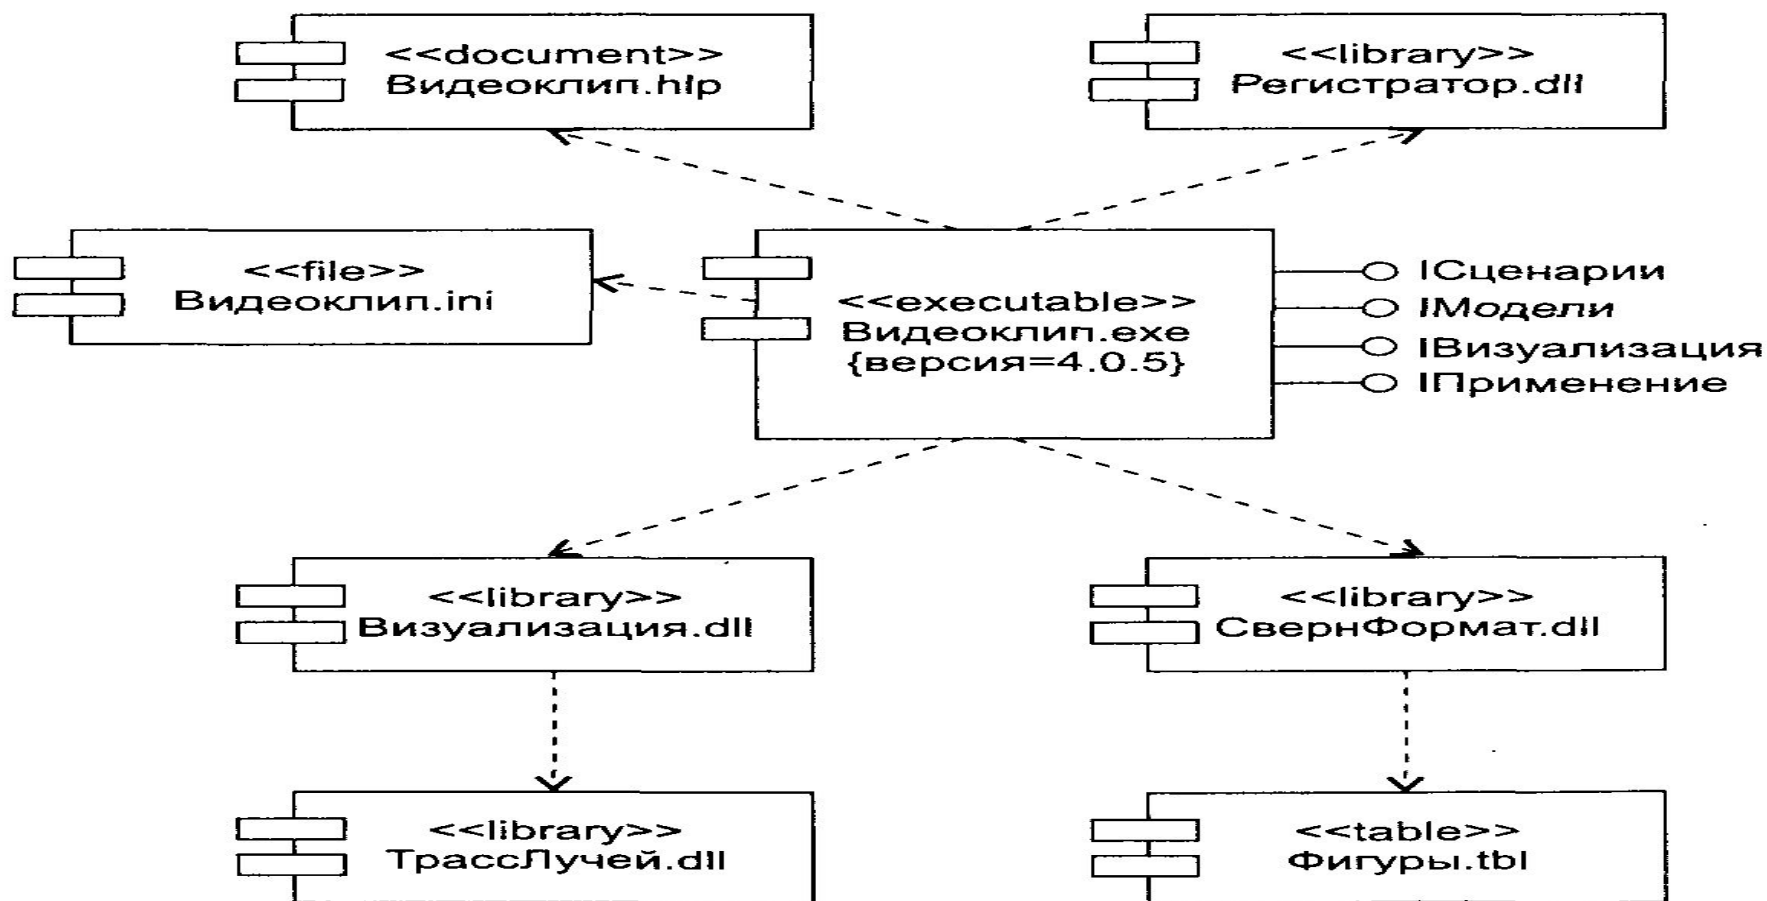 <<document>>
Видеоклип.hlp
<<library>>
Регистратор.dll
<<file>>
Видеоклип.ini
<<executable>>
Видеоклип.exe
{версия=4.0.5}
IСценарии
IМодели
IВизуализация
IПрименение
<<library>>
Визуализация.dll
<<library>>
СвернФормат.dll
<<library>>
ТрассЛучей.dll
<<table>>
Фигуры.tbl